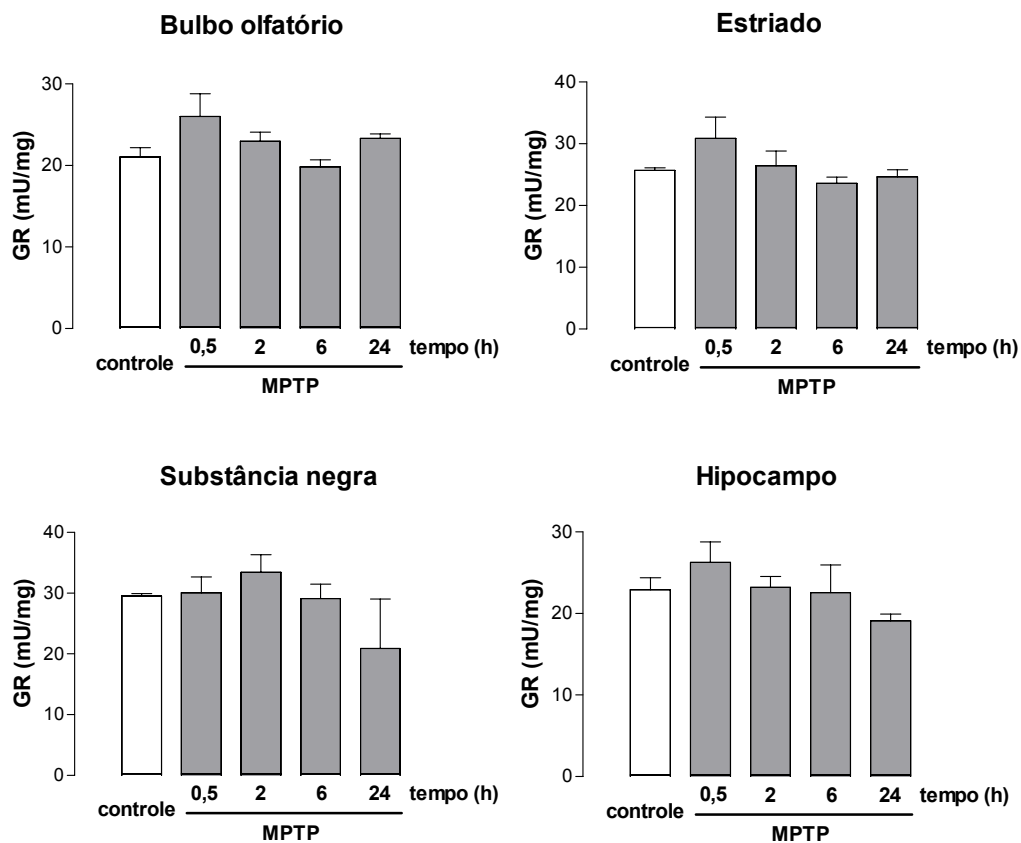 Bulbo olfatório
30
20
10
0
GR (mU/mg)
controle
0,5 2 6 24 tempo (h)
MPTP
Estriado
40
30
20
10
0
GR (mU/mg)
controle
0,5 2 6 24 tempo (h)
MPTP
Substância negra
40
30
20
10
0
GR (mU/mg)
controle
0,5 2 6 24 tempo (h)
MPTP
Hipocampo
30
20
10
0
GR (mU/mg)
controle
0,5 2 6 24 tempo (h)
MPTP